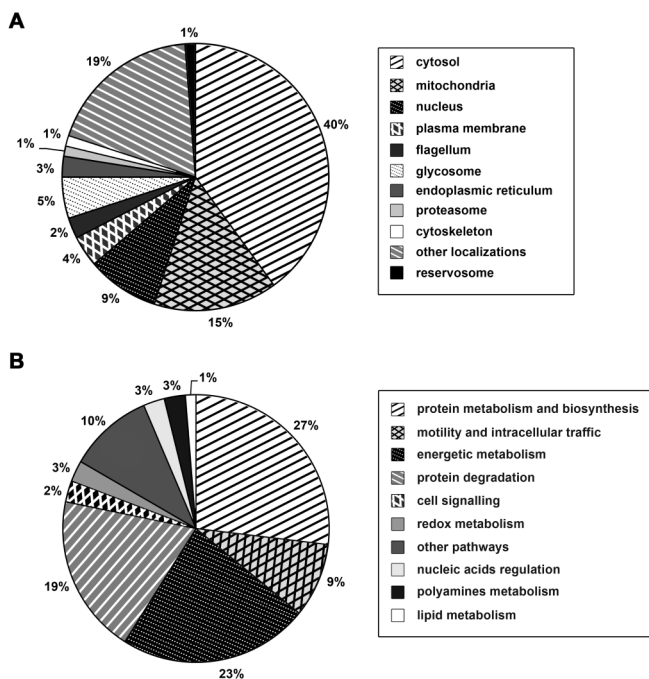 A
1%
19%
40%
1%
1%
3%
5%
2%
4%
9%
15%
cytosol
mitochondria
nucleus
plasma membrane
flagellum
glycosome
endoplasmic reticulum
proteasome
cytoskeleton
other localizations
reservosome
B
3%
3%
1%
10%
27%
3%
2%
19%
9%
23%
protein metabolism and biosynthesis
motility and intracellular traffic
energetic metabolism
protein degradation
cell signalling
redox metabolism
other pathways
nucleic acids regulation
polyamines metabolism
lipid metabolism